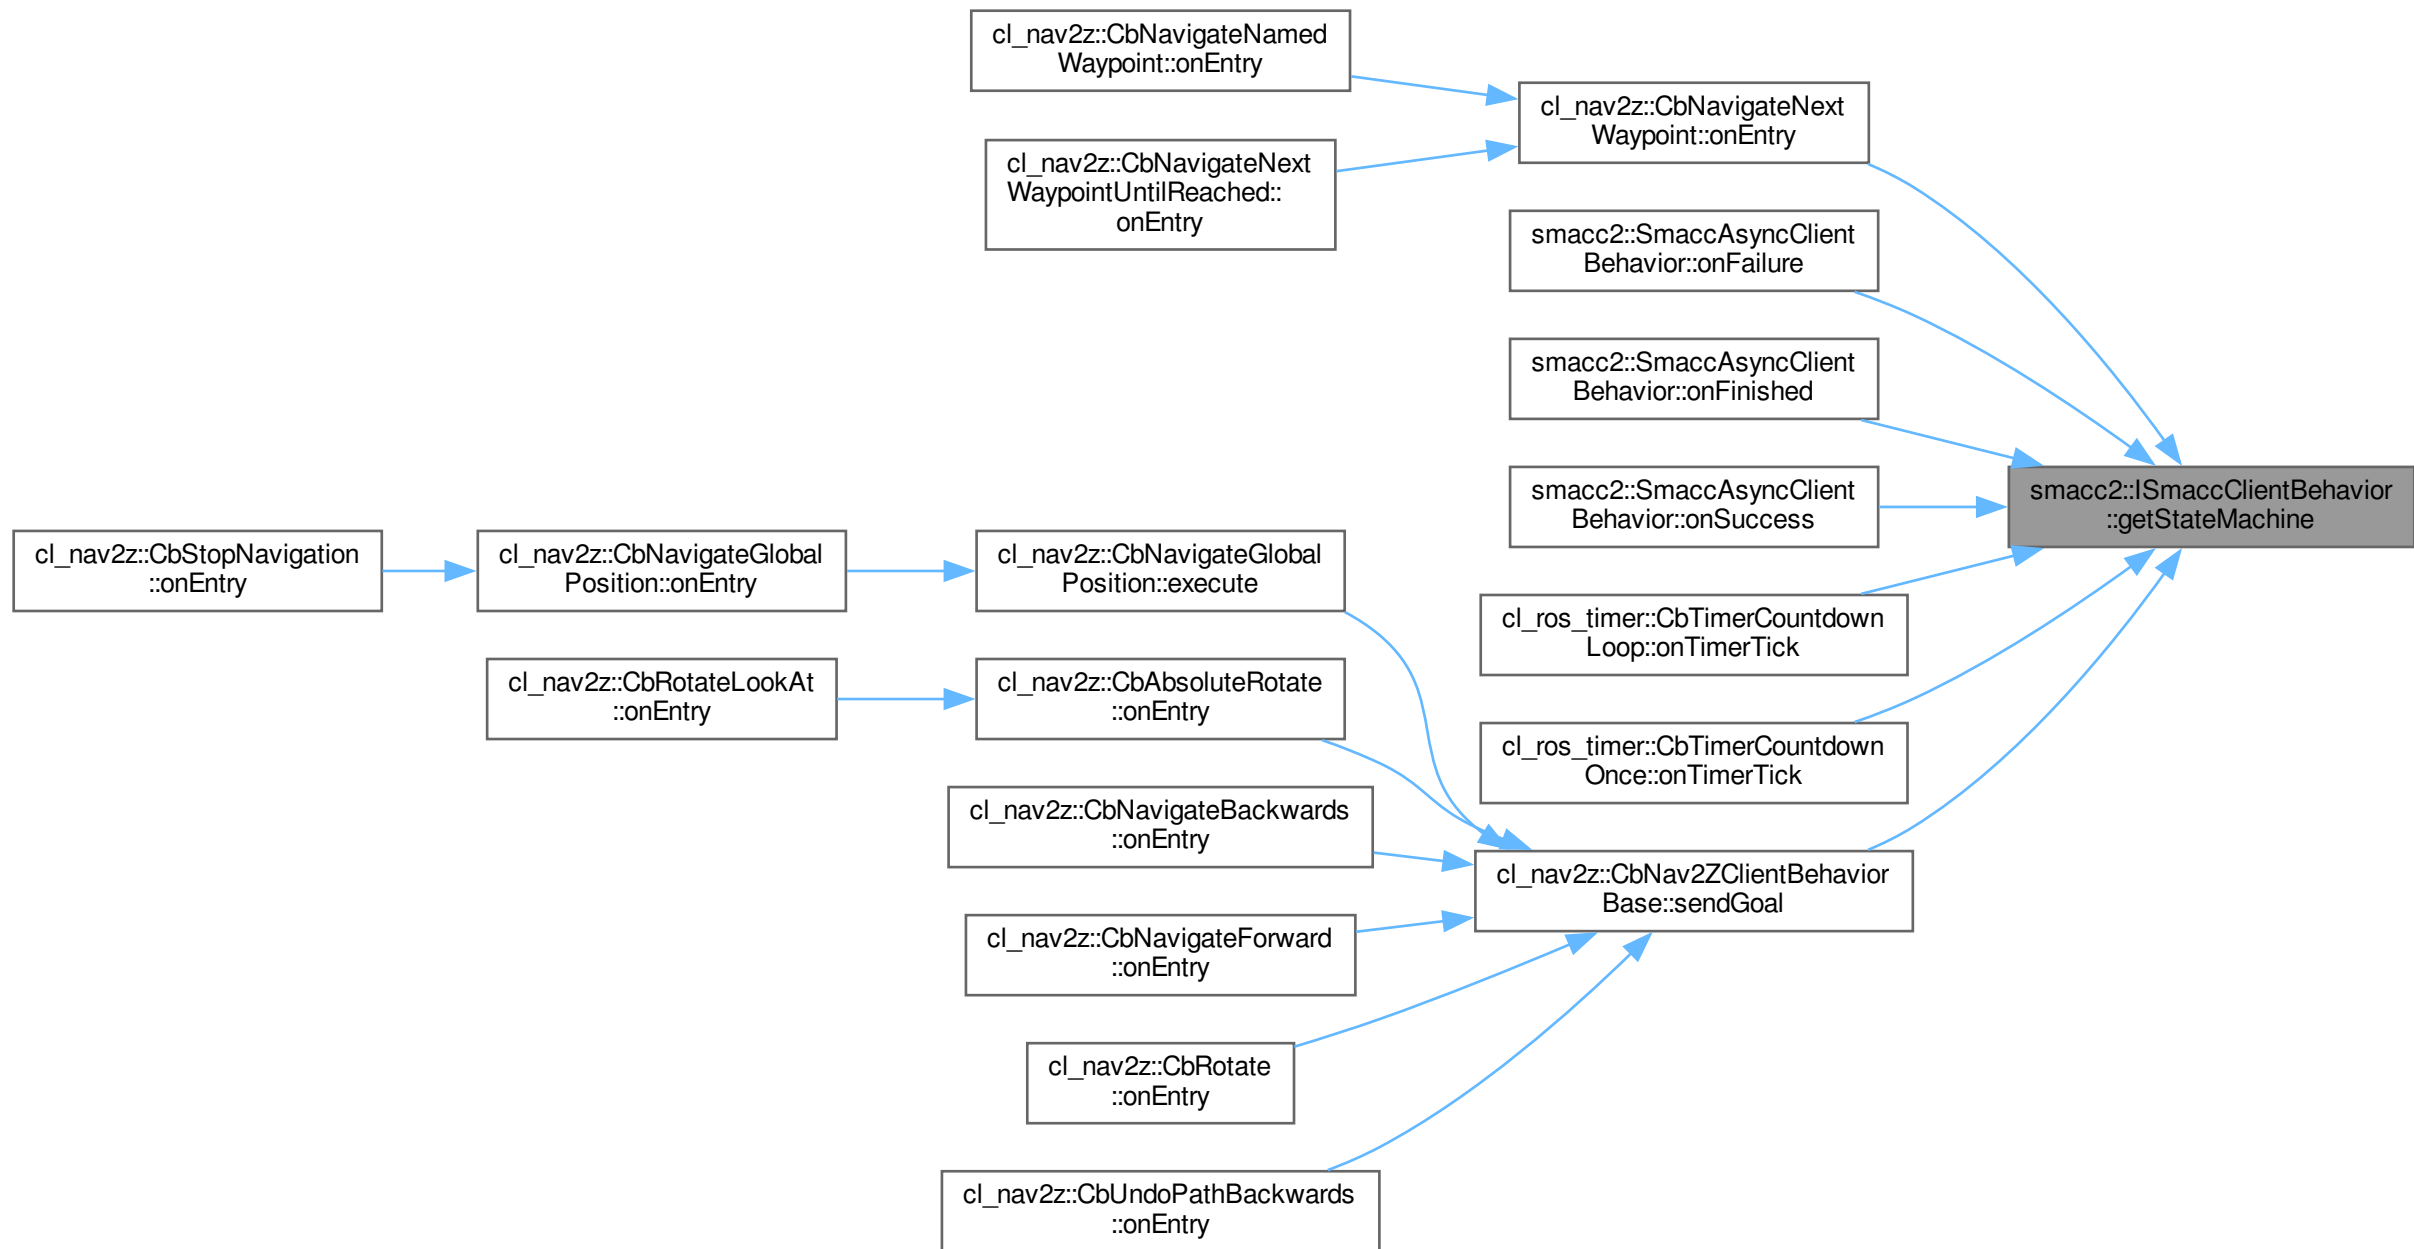 cl_nav2z::CbNavigateNamed
Waypoint::onEntry
cl_nav2z::CbNavigateNext
Waypoint::onEntry
cl_nav2z::CbNavigateNext
WaypointUntilReached::
onEntry
smacc2::SmaccAsyncClient
Behavior::onFailure
smacc2::SmaccAsyncClient
Behavior::onFinished
smacc2::SmaccAsyncClient
Behavior::onSuccess
smacc2::ISmaccClientBehavior
::getStateMachine
cl_nav2z::CbStopNavigation
::onEntry
cl_nav2z::CbNavigateGlobal
Position::onEntry
cl_nav2z::CbNavigateGlobal
Position::execute
cl_ros_timer::CbTimerCountdown
Loop::onTimerTick
cl_nav2z::CbRotateLookAt
::onEntry
cl_nav2z::CbAbsoluteRotate
::onEntry
cl_ros_timer::CbTimerCountdown
Once::onTimerTick
cl_nav2z::CbNavigateBackwards
::onEntry
cl_nav2z::CbNav2ZClientBehavior
Base::sendGoal
cl_nav2z::CbNavigateForward
::onEntry
cl_nav2z::CbRotate
::onEntry
cl_nav2z::CbUndoPathBackwards
::onEntry